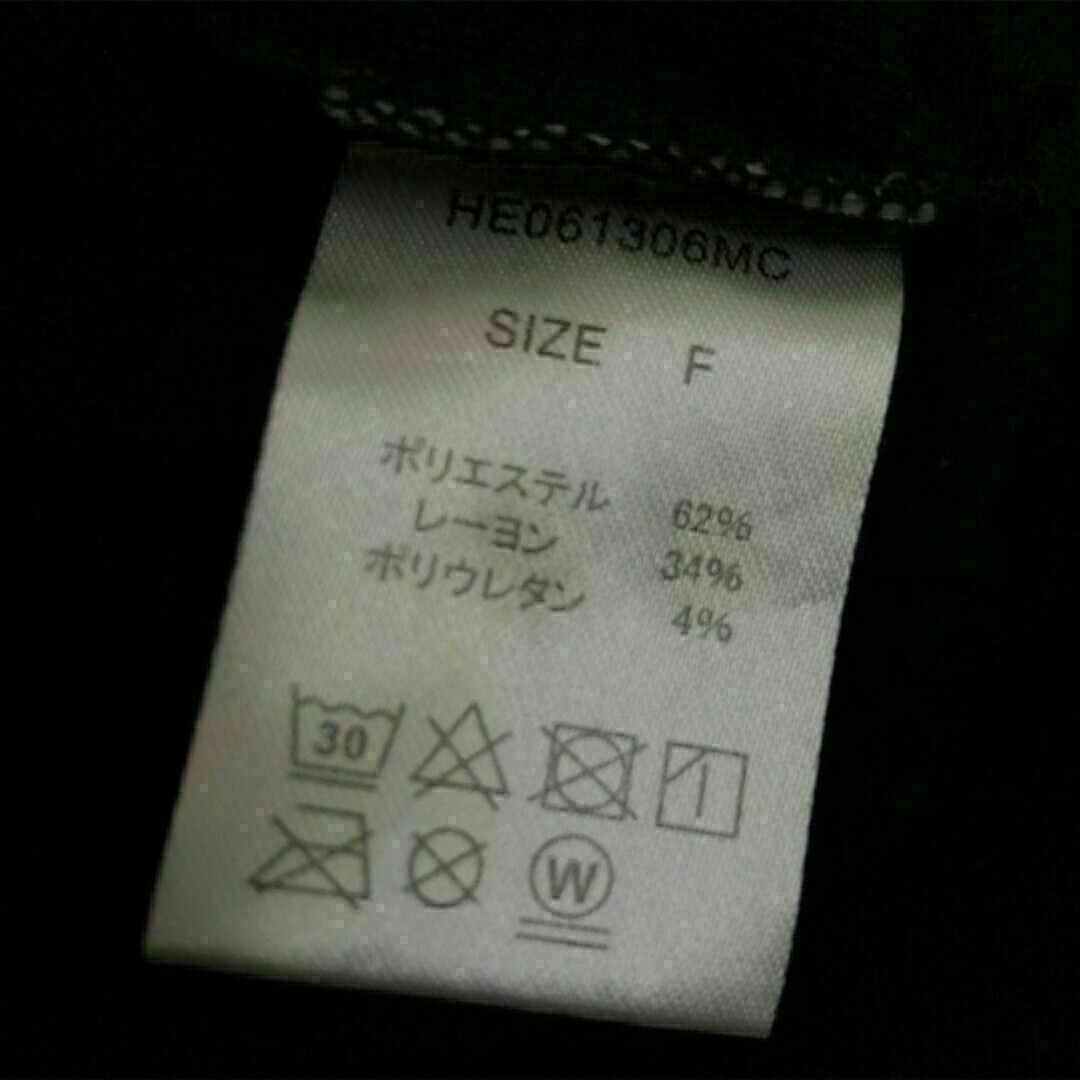 HE061306MC
SIZE F
ポリエステル 62%
レーヨン 34%
ポリウレタン 4%
30
W